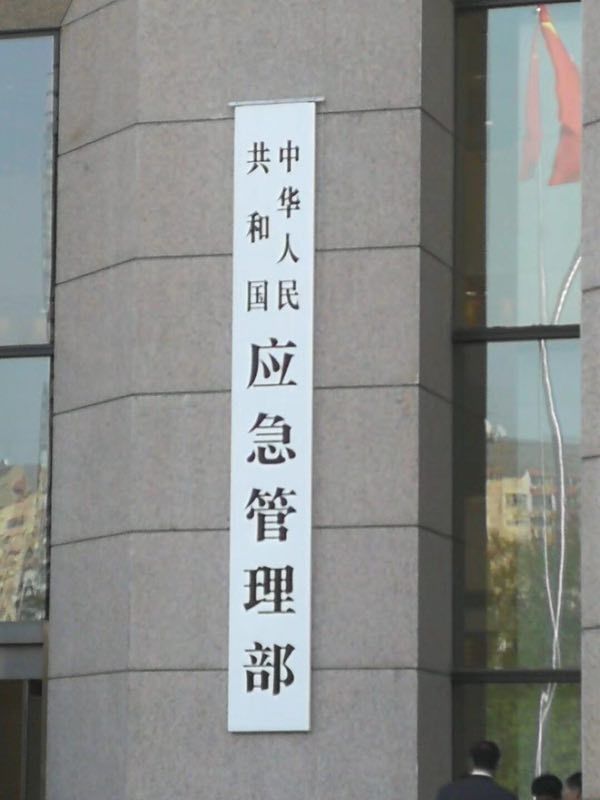 中华人民
共和国
应急管理部